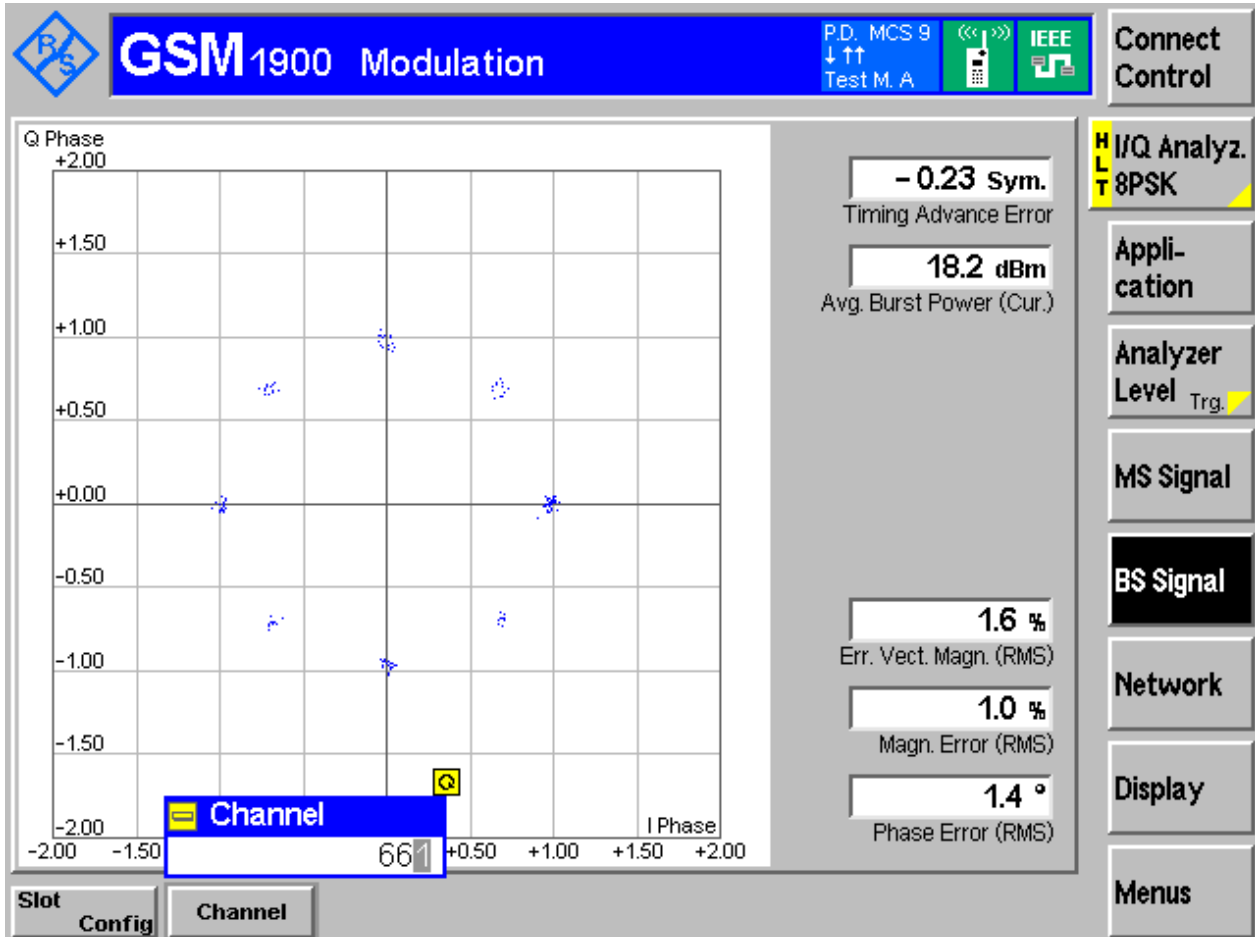 R/S
GSM 1900 Modulation
P.D. MCS 9
↓ ↑↑
Test M. A
IEEE
Connect
Control
Q Phase
+2.00
+1.50
+1.00
+0.50
+0.00
-0.50
-1.00
-1.50
-2.00
I Phase
-2.00 -1.50 +0.50 +1.00 +1.50 +2.00
Q
Channel
661
- 0.23 Sym.
Timing Advance Error
18.2 dBm
Avg. Burst Power (Cur.)
1.6 %
Err. Vect. Magn. (RMS)
1.0 %
Magn. Error (RMS)
1.4 °
Phase Error (RMS)
HLT
I/Q Analyz.
8PSK
Appli-
cation
Analyzer
Level Trg.
MS Signal
BS Signal
Network
Display
Menus
Slot
Config
Channel